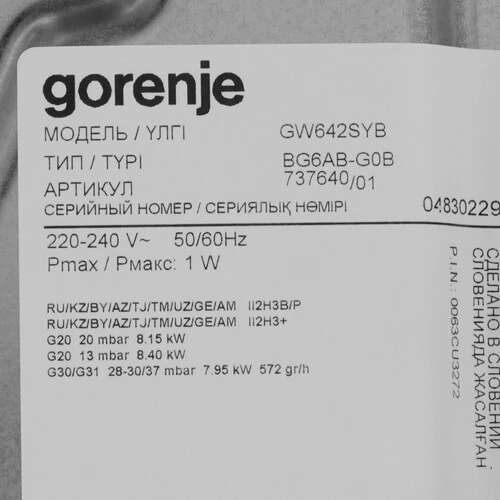 gorenje
МОДЕЛЬ / ҮЛГІ GW642SYB
ТИП / ТҮРІ BG6AB-G0B
АРТИКУЛ 737640/01
СЕРИЙНЫЙ НОМЕР / СЕРИЯЛЫҚ НӨМІРІ 04830229
220-240 V~ 50/60Hz
Pmax / Рмакс: 1 W
RU/KZ/BY/AZ/TJ/TM/UZ/GE/AM II2H3B/P
RU/KZ/BY/AZ/TJ/TM/UZ/GE/AM II2H3+
G20 20 mbar 8.15 kW
G20 13 mbar 8.40 kW
G30/G31 28-30/37 mbar 7.95 kW 572 gr/h
СДЕЛАНО В СЛОВЕНИИ
СЛОВЕНИЯДА ЖАСАЛҒАН
P.I.N.: 0063CU3272